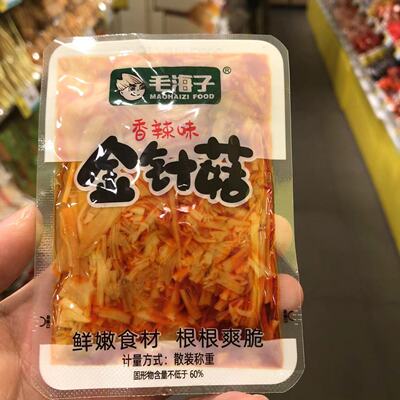 毛海子®
MAOHAIZI FOOD
香辣味
金针菇
鲜嫩食材 根根爽脆
计量方式：散装称重
固形物含量不低于60%